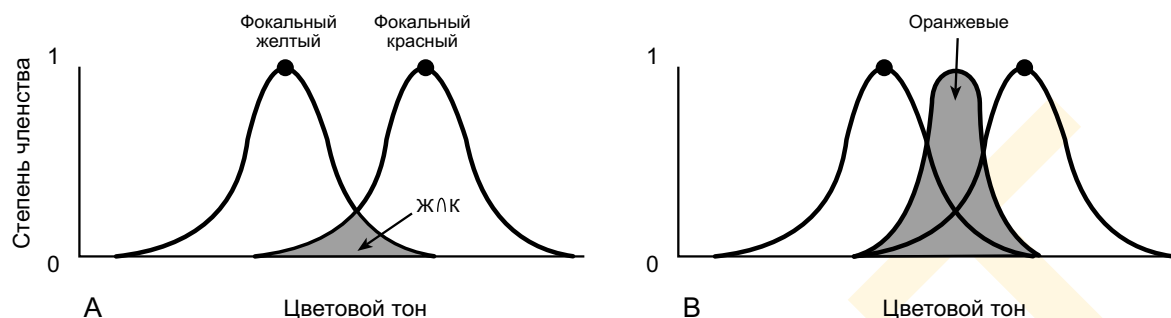 Фокальный
желтый
Фокальный
красный
1
Степень членства
Ж∩К
0
А
Цветовой тон
Оранжевые
1
0
В
Цветовой тон